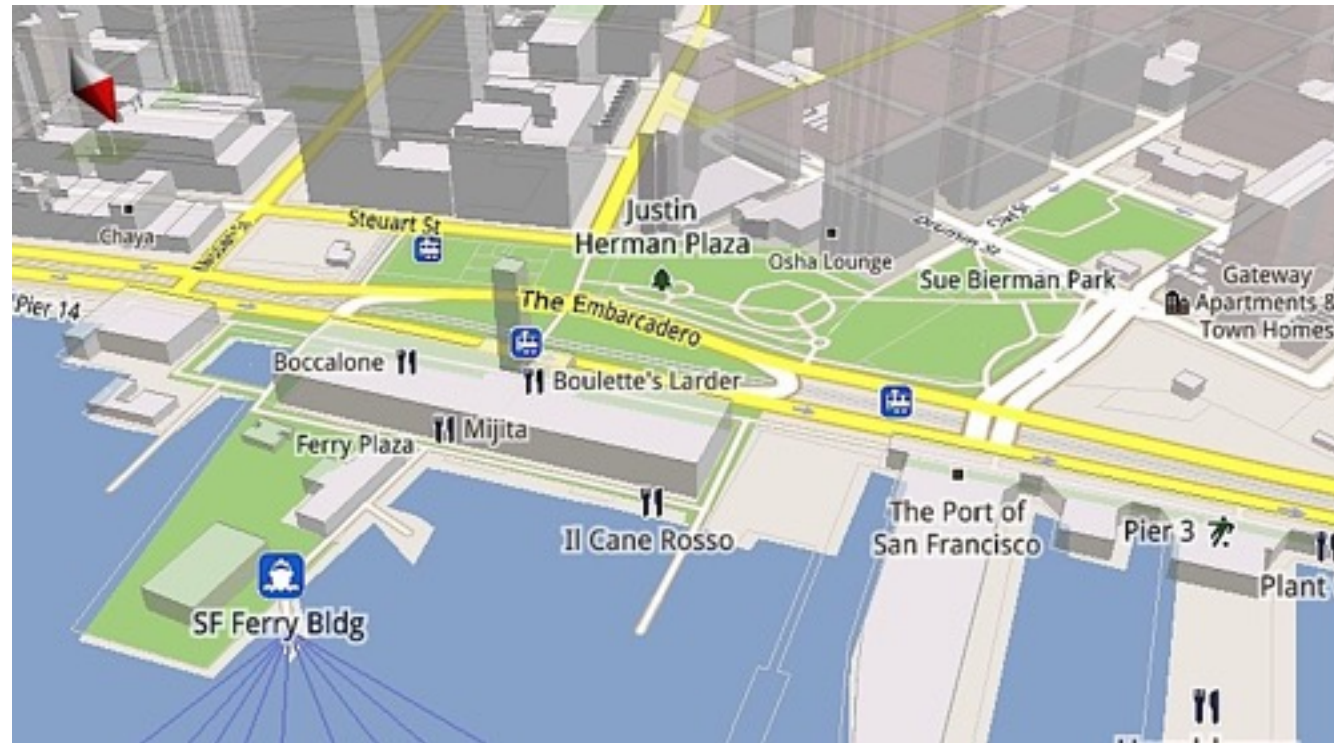 Steuart St
Justin
Herman Plaza
Chaya
Osha Lounge
Drumm St
Sue Bierman Park
Gateway
Apartments &
Town Homes
Pier 14
The Embarcadero
Boccalone
Boulette's Larder
Mijita
Ferry Plaza
Il Cane Rosso
The Port of
San Francisco
Pier 3
Plant
SF Ferry Bldg